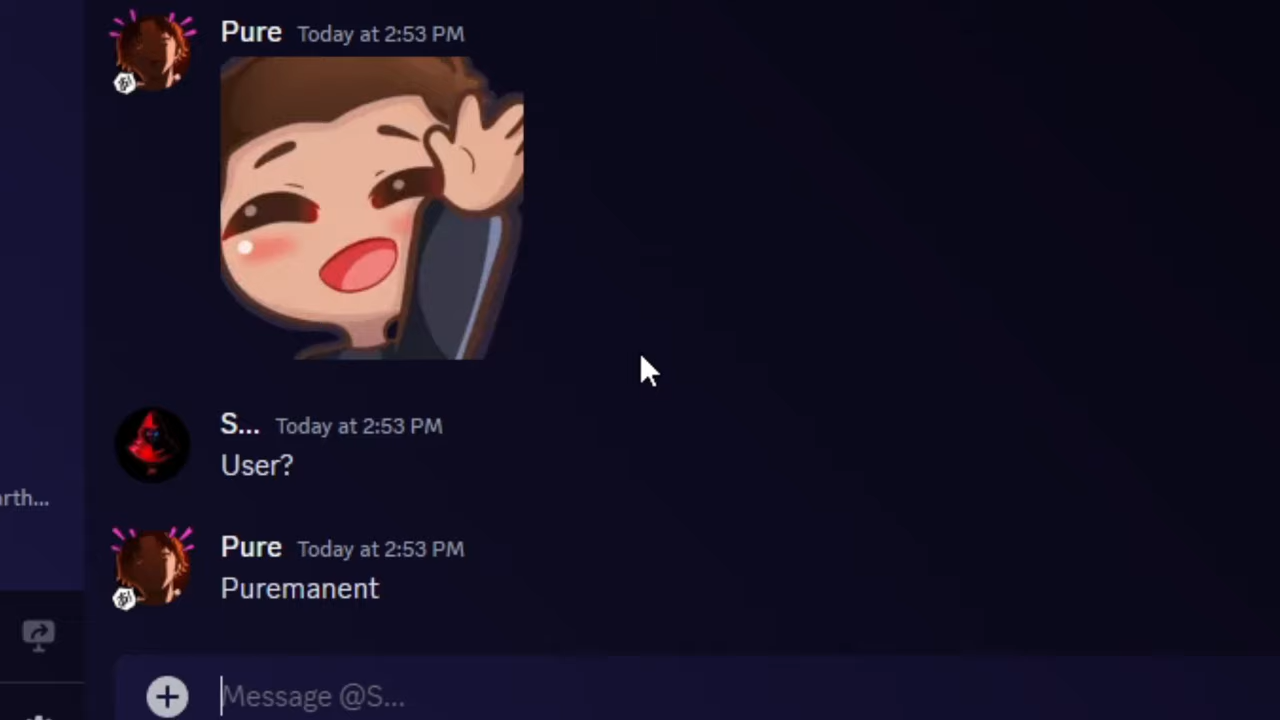 Pure Today at 2:53 PM
S... Today at 2:53 PM
User?
arth...
Pure Today at 2:53 PM
Puremanent
Message @S...